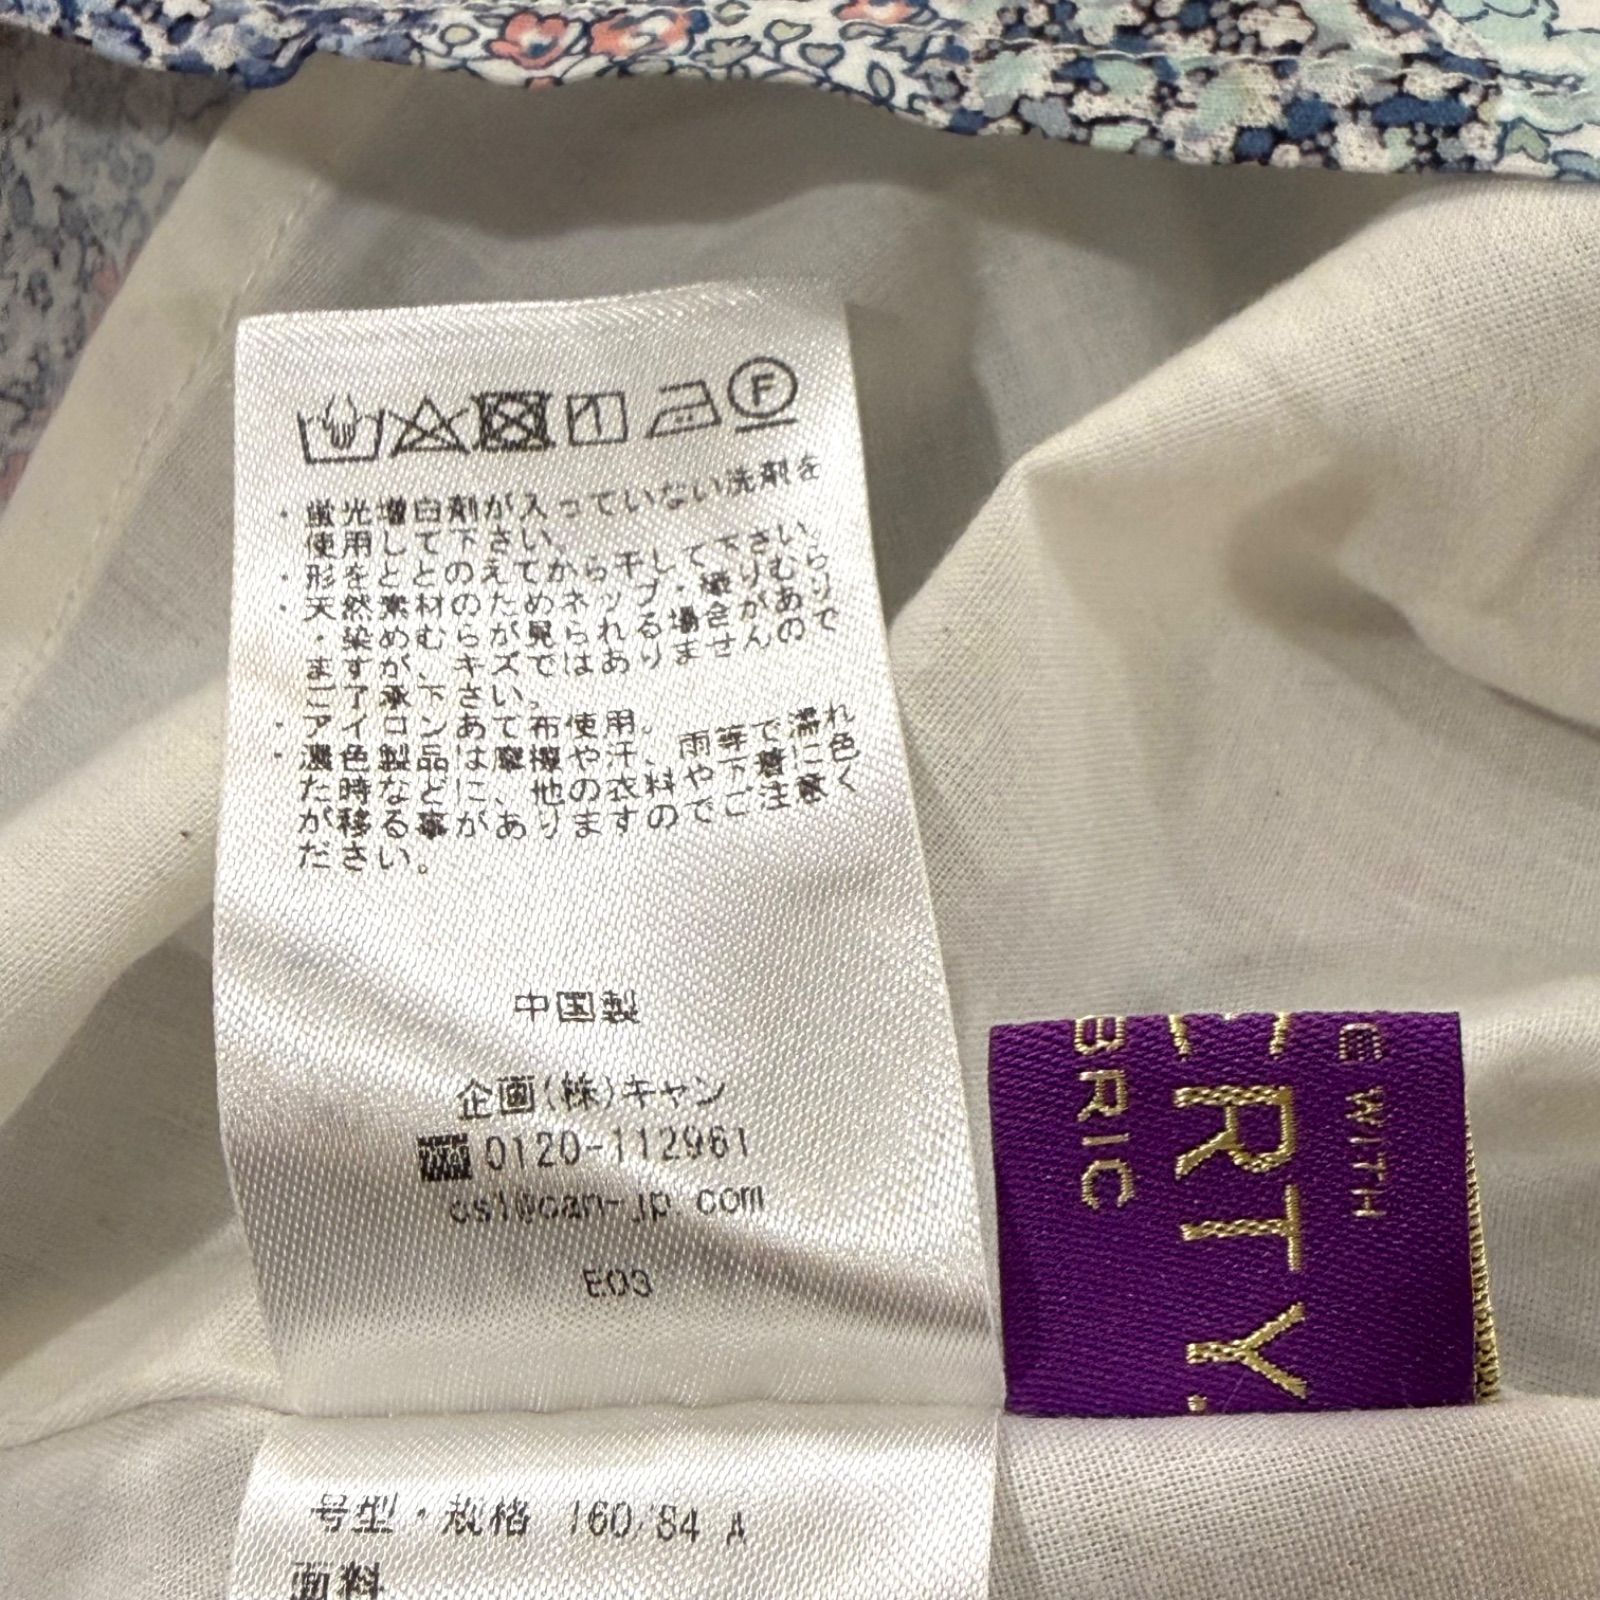 F
・蛍光増白剤が入っていない洗剤を
使用して下さい。
・形をととのえてから干して下さい。
・天然素材のためネップ・織りむら
・染めむらが見られる場合があり
ますが、キズではありませんので
ご了承下さい。
・アイロンあて布使用。
・濃色製品は摩擦や汗、雨等で濡れ
た時などに、他の衣料や下着に色
が移る事がありますのでご注意く
ださい。
中国製
企画(株)キャン
0120-112961
cs1@can-jp.com
E03
号型・规格 160/84 A
面料
E WITH
ERTY.
BRIC